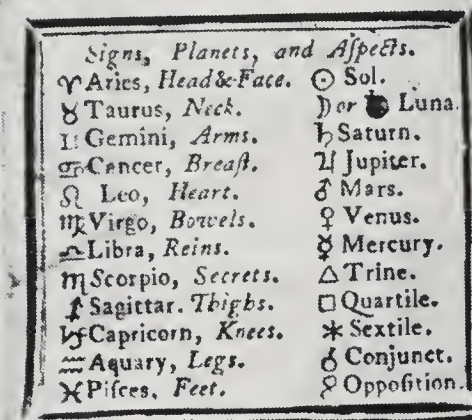 Signs, Planets, and Aſpects.
♈Aries, Head&Face.
♉Taurus, Neck.
♊Gemini, Arms.
♋Cancer, Breaſt.
♌ Leo, Heart.
♍Virgo, Bowels.
♎Libra, Reins.
♏Scorpio, Secrets.
♐Sagittar. Thighs.
♑Capricorn, Knees.
♒Aquary, Legs.
♓Piſces. Feet.
☉ Sol.
☽ or ● Luna.
♄Saturn.
♃Jupiter.
♂Mars.
♀ Venus.
☿ Mercury.
△Trine.
□Quartile.
⚹Sextile.
☌ Conjunct.
☍Oppoſition.